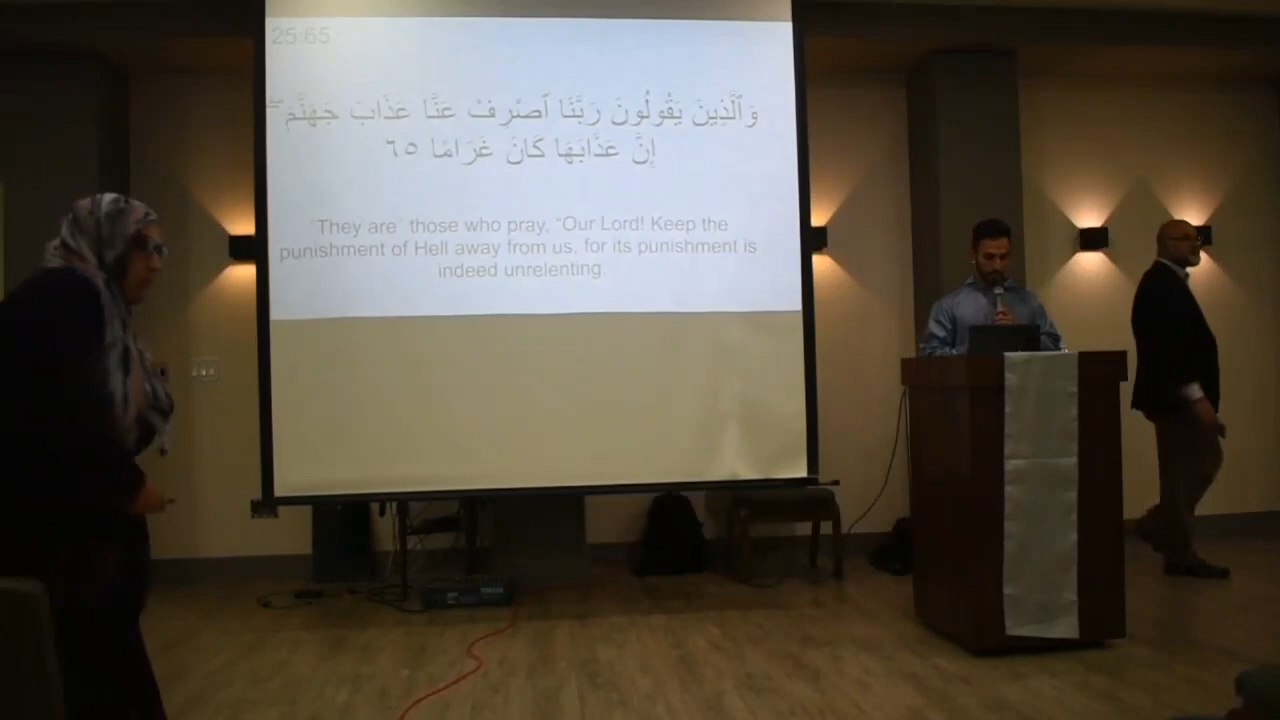 25:65
وَٱلَّذِينَ يَقُولُونَ رَبَّنَا ٱصْرِفْ عَنَّا عَذَابَ جَهَنَّمَ ۖ
إِنَّ عَذَابَهَا كَانَ غَرَامًا ٦٥
˹They are˺ those who pray, “Our Lord! Keep the
punishment of Hell away from us, for its punishment is
indeed unrelenting.